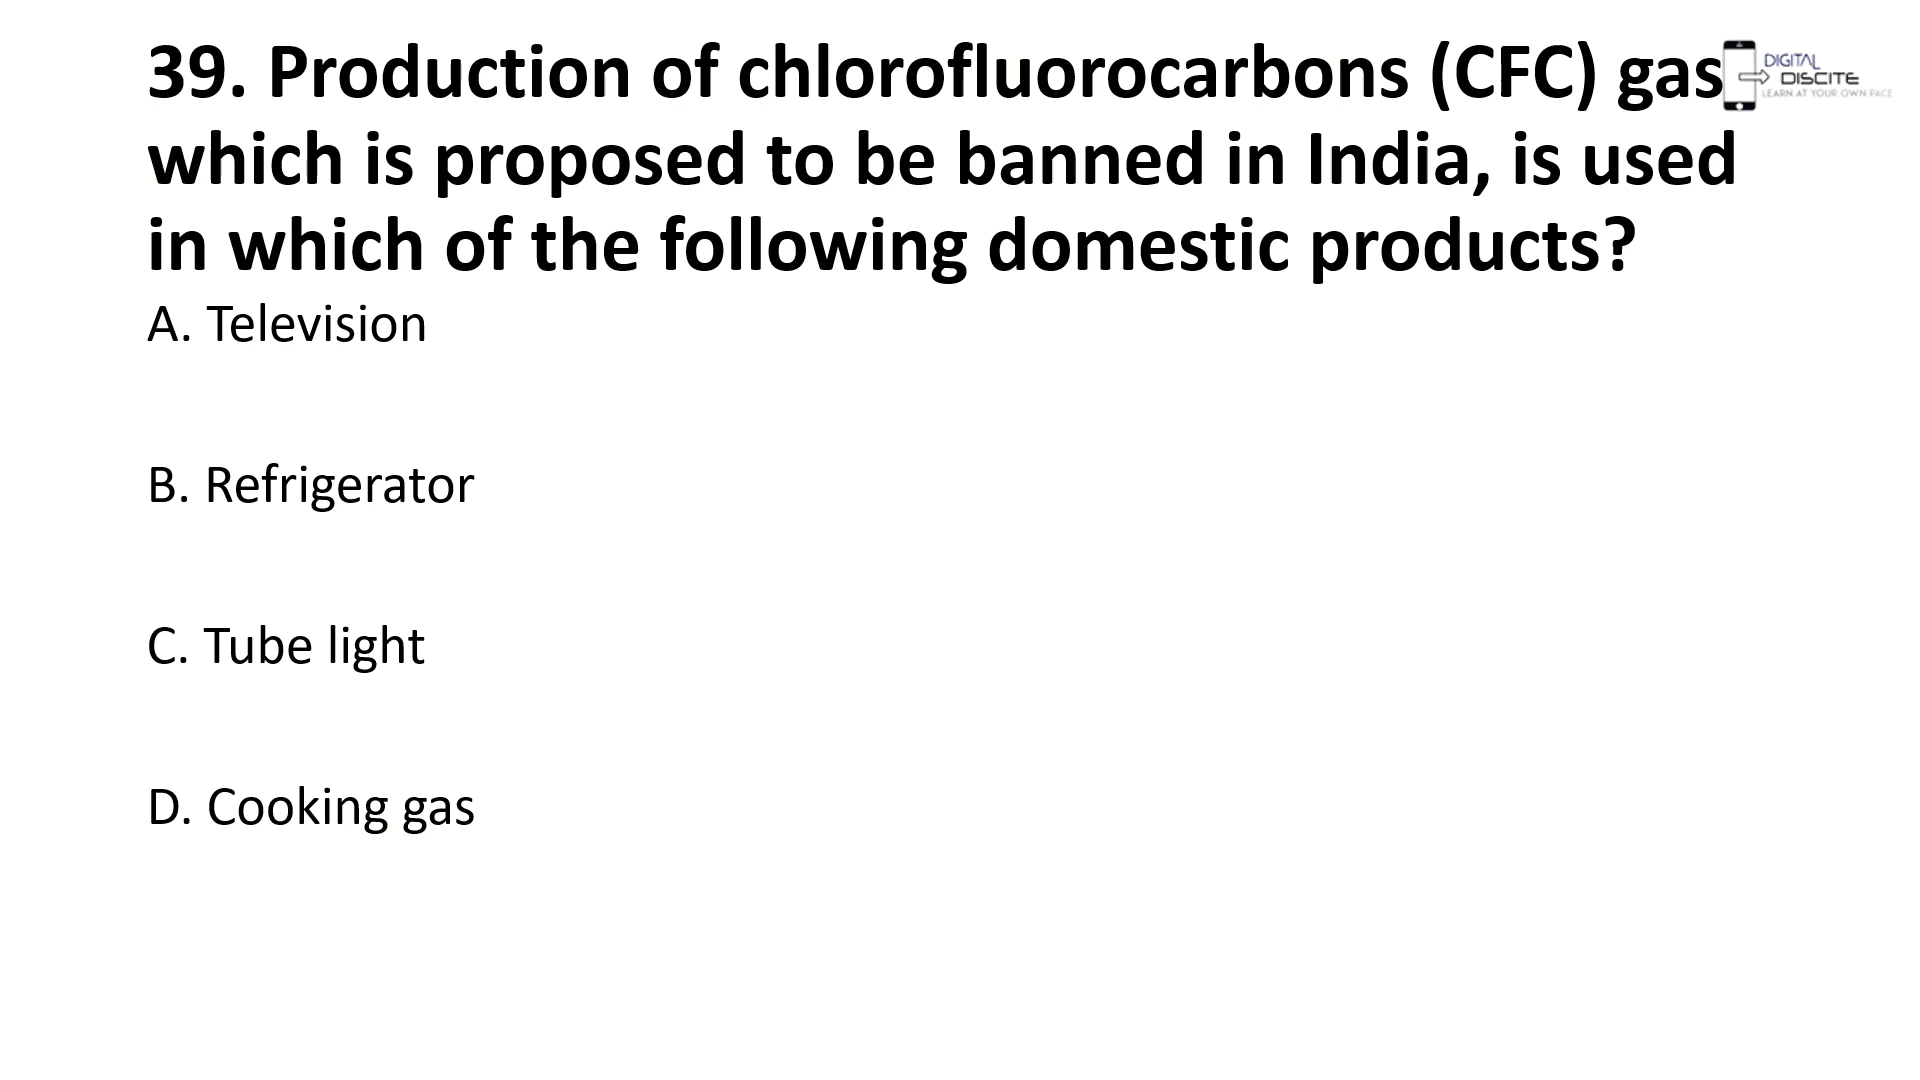 39. Production of chlorofluorocarbons (CFC) gas
which is proposed to be banned in India, is used
in which of the following domestic products?
A. Television
B. Refrigerator
C. Tube light
D. Cooking gas
DIGITAL
DISCITE
LEARN AT YOUR OWN PACE